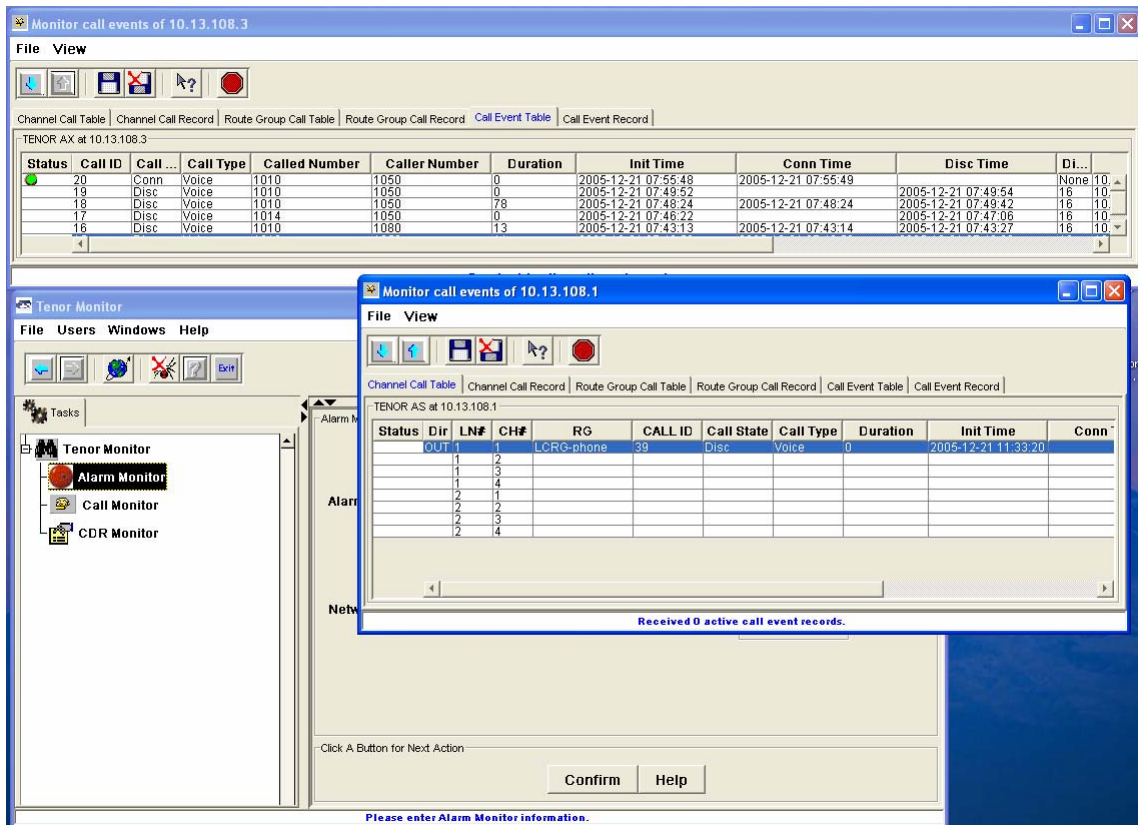 Monitor call events of 10.13.108.3
File View
Channel Call Table Channel Call Record Route Group Call Table Route Group Call Record Call Event Table Call Event Record
TENOR AX at 10.13.108.3
Status Call ID Call ... Call Type Called Number Caller Number Duration Init Time Conn Time Disc Time Di...
20 Conn Voice 1010 1050 0 2005-12-21 07:55:48 2005-12-21 07:55:49 None 10.
19 Disc Voice 1010 1050 0 2005-12-21 07:49:52 2005-12-21 07:49:54 16 10.
18 Disc Voice 1010 1050 78 2005-12-21 07:48:24 2005-12-21 07:48:24 2005-12-21 07:49:42 16 10.
17 Disc Voice 1014 1050 0 2005-12-21 07:46:22 2005-12-21 07:47:06 16 10.
16 Disc Voice 1010 1080 13 2005-12-21 07:43:13 2005-12-21 07:43:14 2005-12-21 07:43:27 16 10.
Tenor Monitor
File Users Windows Help
Exit
Tasks
Tenor Monitor
Alarm Monitor
Call Monitor
CDR Monitor
Alarm M
Alarr
Netw
Click A Button for Next Action
Confirm Help
Please enter Alarm Monitor information.
Monitor call events of 10.13.108.1
File View
Channel Call Table Channel Call Record Route Group Call Table Route Group Call Record Call Event Table Call Event Record
TENOR AS at 10.13.108.1
Status Dir LN# CH# RG CALL ID Call State Call Type Duration Init Time Conn
OUT 1 1 LCRG-phone 39 Disc Voice 0 2005-12-21 11:33:20
1 2
1 3
1 4
2 1
2 2
2 3
2 4
Received 0 active call event records.